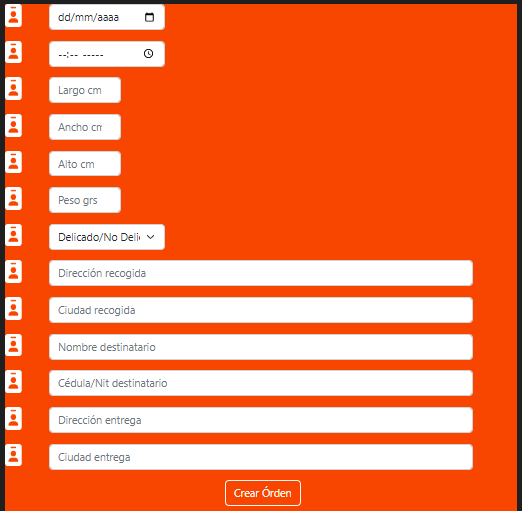 dd/mm/aaaa
--:-- -----
Largo cm
Ancho cm
Alto cm
Peso grs
Delicado/No Deli
Dirección recogida
Ciudad recogida
Nombre destinatario
Cédula/Nit destinatario
Dirección entrega
Ciudad entrega
Crear Órden